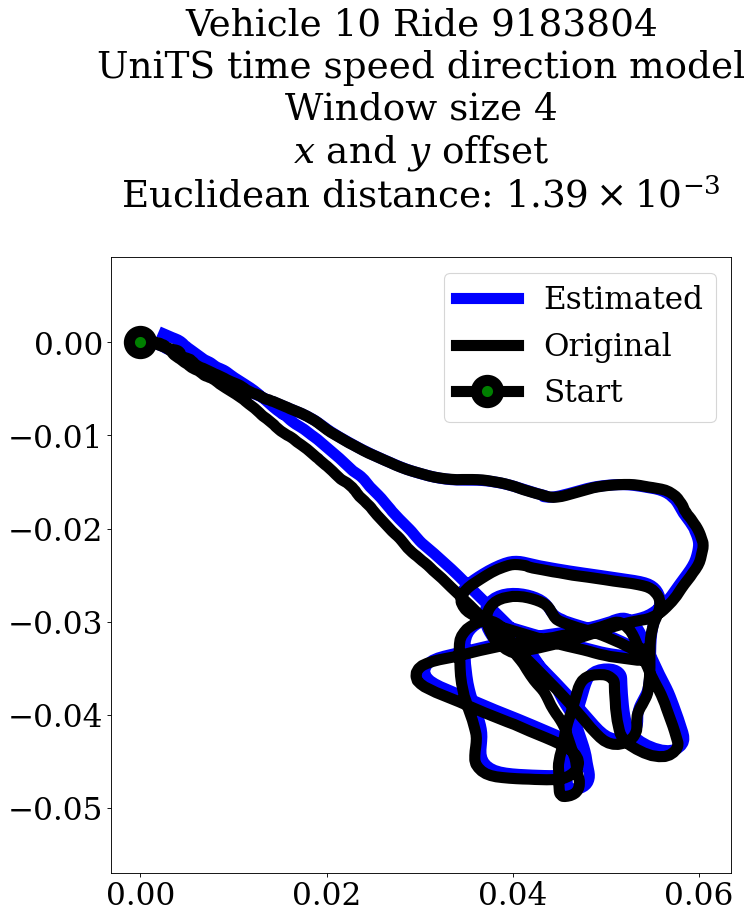 Vehicle 10 Ride 9183804
UniTS time speed direction model
Window size 4
x and y offset
Euclidean distance: 1.39 × 10⁻³
Estimated
Original
Start
0.00
−0.01
−0.02
−0.03
−0.04
−0.05
0.00 0.02 0.04 0.06